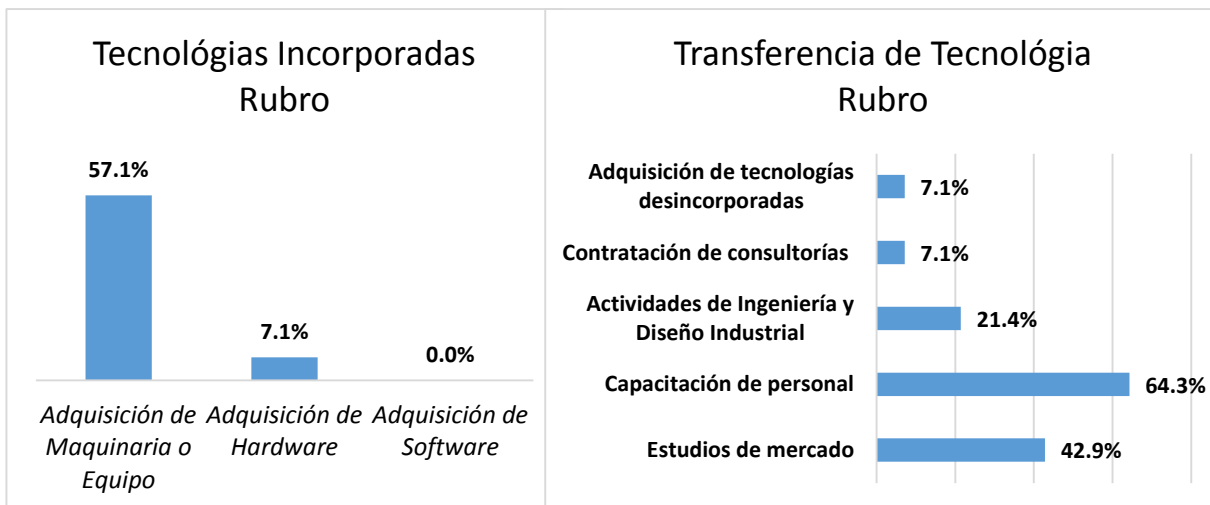 Tecnológias Incorporadas
Rubro
57.1%
7.1%
0.0%
Adquisición de
Maquinaria o
Equipo
Adquisición de
Hardware
Adquisición de
Software
Transferencia de Tecnológia
Rubro
Adquisición de tecnologías
desincorporadas
7.1%
Contratación de consultorías
7.1%
Actividades de Ingeniería y
Diseño Industrial
21.4%
Capacitación de personal
64.3%
Estudios de mercado
42.9%